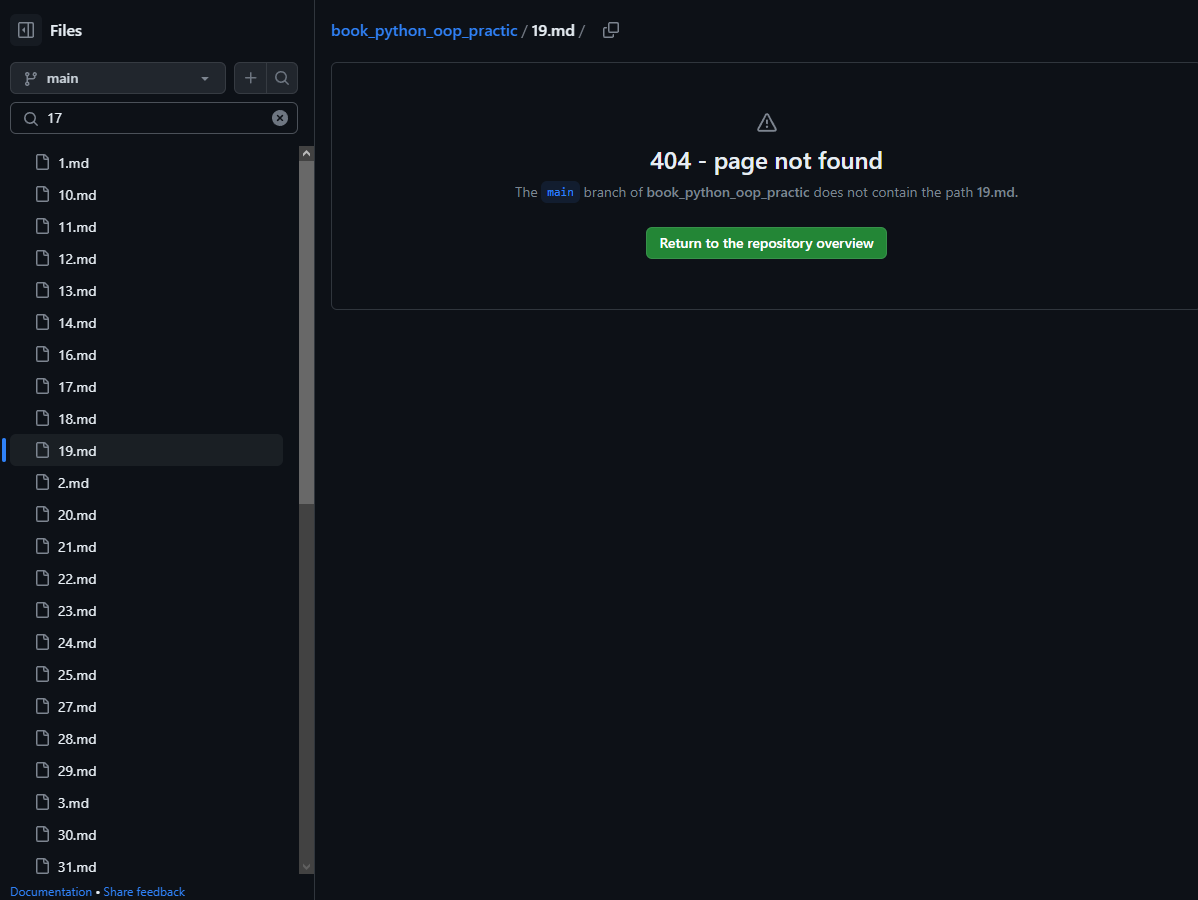 Files
main
17
1.md
10.md
11.md
12.md
13.md
14.md
16.md
17.md
18.md
19.md
2.md
20.md
21.md
22.md
23.md
24.md
25.md
27.md
28.md
29.md
3.md
30.md
31.md
Documentation • Share feedback
book_python_oop_practic / 19.md /
404 - page not found
The main branch of book_python_oop_practic does not contain the path 19.md.
Return to the repository overview